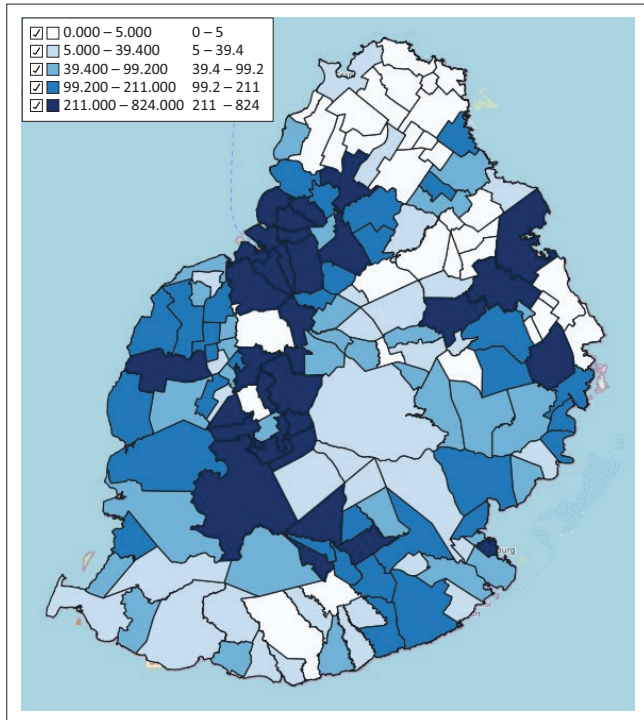 0.000 – 5.000 0 – 5
5.000 – 39.400 5 – 39.4
39.400 – 99.200 39.4 – 99.2
99.200 – 211.000 99.2 – 211
211.000 – 824.000 211 – 824